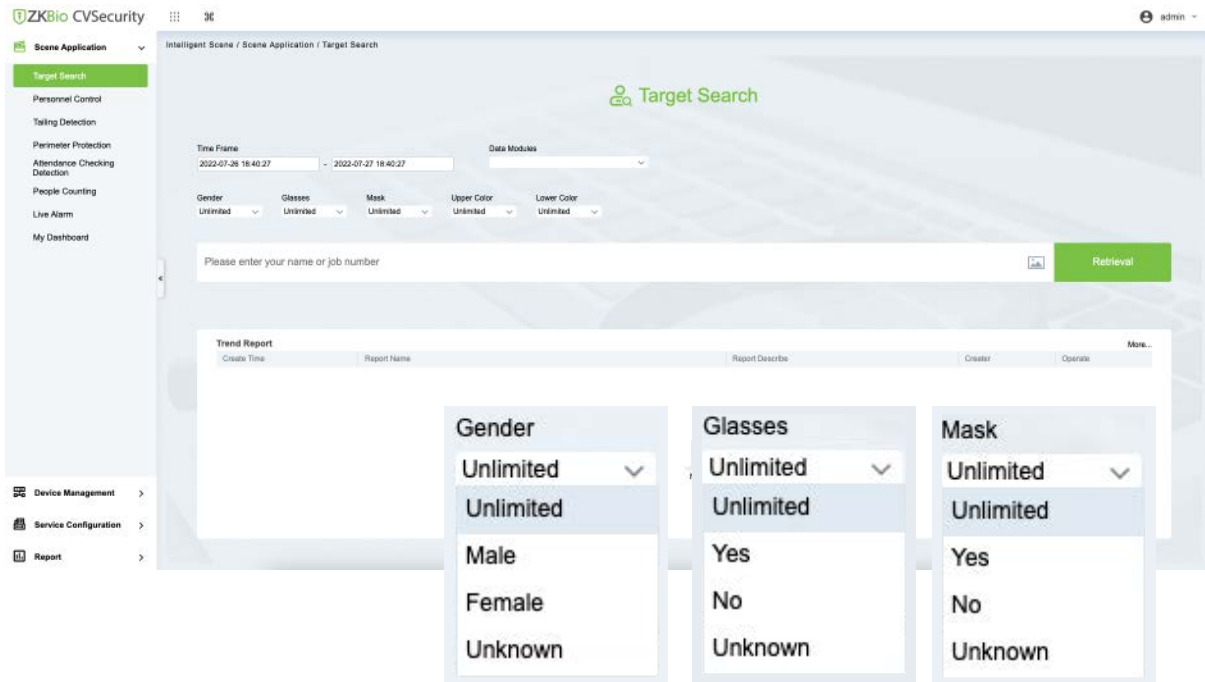 ZKBio CVSecurity
admin
Scene Application
Intelligent Scene / Scene Application / Target Search
Target Search
Personnel Control
Tailing Detection
Perimeter Protection
Attendance Checking
Detection
People Counting
Live Alarm
My Dashboard
Device Management
Service Configuration
Report
Target Search
Time Frame
Data Modules
2022-07-26 18:40:27 - 2022-07-27 18:40:27
Gender Glasses Mask Upper Color Lower Color
Unlimited Unlimited Unlimited Unlimited Unlimited
Please enter your name or job number
Retrieval
Trend Report
More...
Create Time Report Name Report Describe Creater Operate
Gender
Unlimited
Unlimited
Male
Female
Unknown
Glasses
Unlimited
Unlimited
Yes
No
Unknown
Mask
Unlimited
Unlimited
Yes
No
Unknown